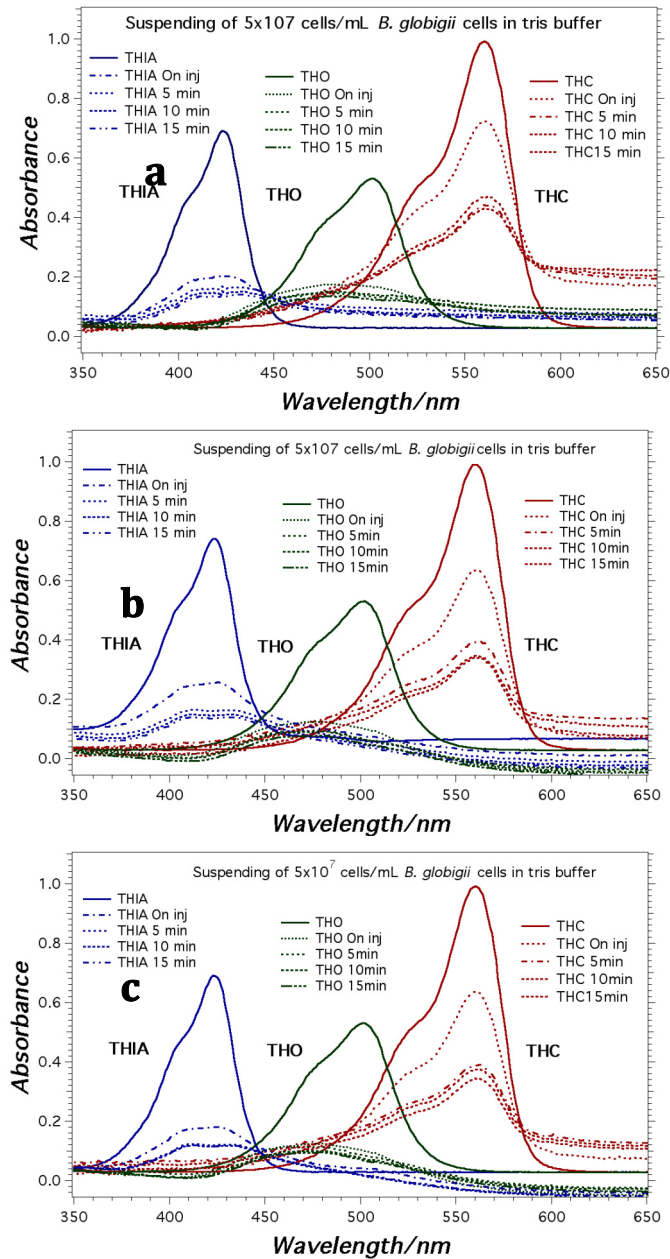 Suspending of 5x107 cells/mL B. globigii cells in tris buffer
THIA
THIA On inj
THIA 5 min
THIA 10 min
THIA 15 min
THO
THO On inj
THO 5 min
THO 10 min
THO 15 min
THC
THC On inj
THC 5 min
THC 10 min
THC15 min
a
THIA
THO
THC
Absorbance
1.0
0.8
0.6
0.4
0.2
0.0
350
400
450
500
550
600
650
Wavelength/nm
Suspending of 5x107 cells/mL B. globigii cells in tris buffer
THIA
THIA On inj
THIA 5 min
THIA 10 min
THIA 15 min
THO
THO On inj
THO 5min
THO 10min
THO 15min
THC
THC On inj
THC 5min
THC 10min
THC 15min
b
THIA
THO
THC
Absorbance
1.0
0.8
0.6
0.4
0.2
0.0
350
400
450
500
550
600
650
Wavelength/nm
Suspending of 5x10⁷ cells/mL B. globigii cells in tris buffer
THIA
THIA On inj
THIA 5 min
THIA 10 min
THIA 15 min
THO
THO On inj
THO 5min
THO 10min
THO 15min
THC
THC On inj
THC 5min
THC 10min
THC15min
c
THIA
THO
THC
Absorbance
1.0
0.8
0.6
0.4
0.2
0.0
350
400
450
500
550
600
650
Wavelength/nm